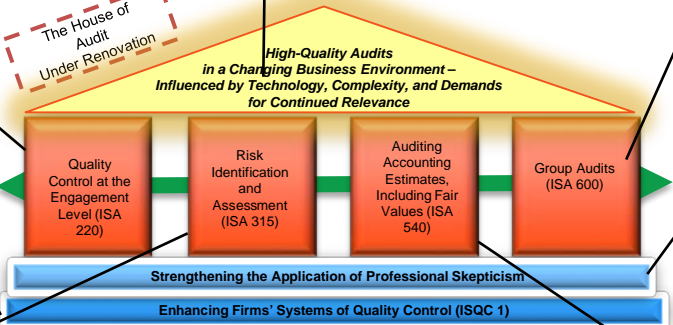 The House of
Audit
Under Renovation
High-Quality Audits
in a Changing Business Environment –
Influenced by Technology, Complexity, and Demands
for Continued Relevance
Quality
Control at the
Engagement
Level (ISA
220)
Risk
Identification
and
Assessment
(ISA 315)
Auditing
Accounting
Estimates,
Including Fair
Values (ISA
540)
Group Audits
(ISA 600)
Strengthening the Application of Professional Skepticism
Enhancing Firms' Systems of Quality Control (ISQC 1)